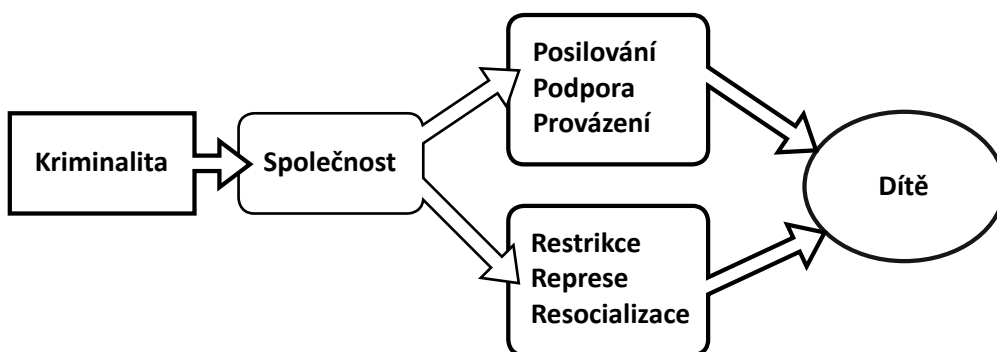 Kriminalita
Společnost
Posilování
Podpora
Provázení
Restrikce
Represe
Resocializace
Dítě